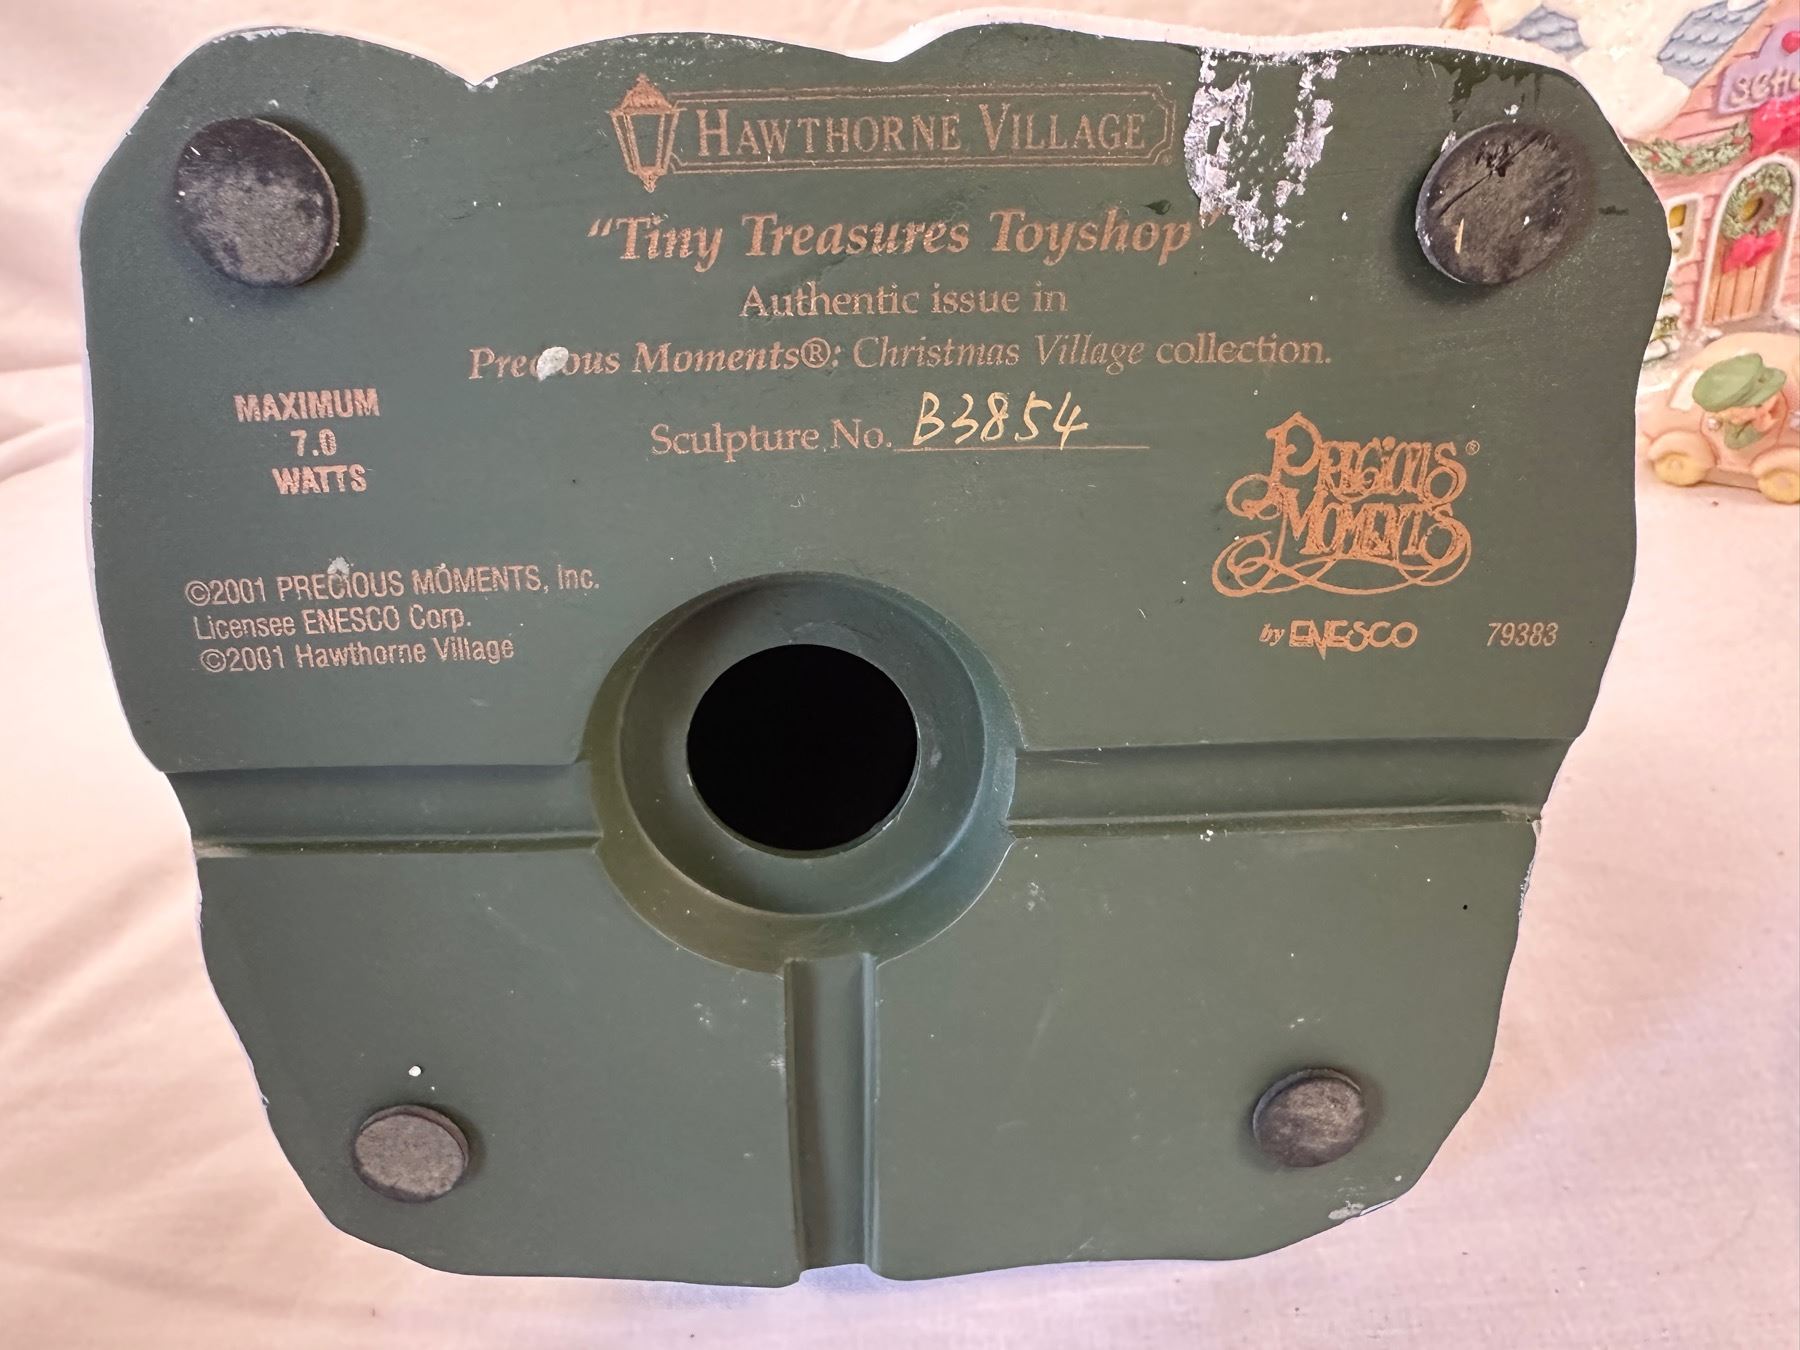 HAWTHORNE VILLAGE
"Tiny Treasures Toyshop"
Authentic issue in
Precious Moments®: Christmas Village collection.
Sculpture No. B3854
MAXIMUM
7.0
WATTS
PRECIOUS
MOMENTS®
by ENESCO 79383
©2001 PRECIOUS MOMENTS, Inc.
Licensee ENESCO Corp.
©2001 Hawthorne Village